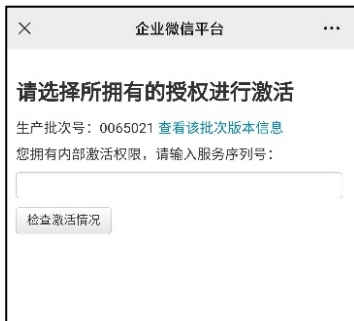 企业微信平台
请选择所拥有的授权进行激活
生产批次号：0065021 查看该批次版本信息
您拥有内部激活权限，请输入服务序列号：
检查激活情况